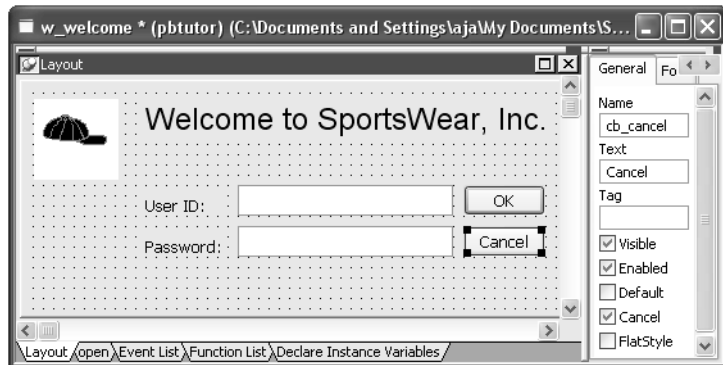 w_welcome * (pbtutor) (C:\Documents and Settings\aja\My Documents\S...
Layout
Welcome to SportsWear, Inc.
User ID:
OK
Password:
Cancel
Layout open Event List Function List Declare Instance Variables
General Fo
Name
cb_cancel
Text
Cancel
Tag
Visible
Enabled
Default
Cancel
FlatStyle